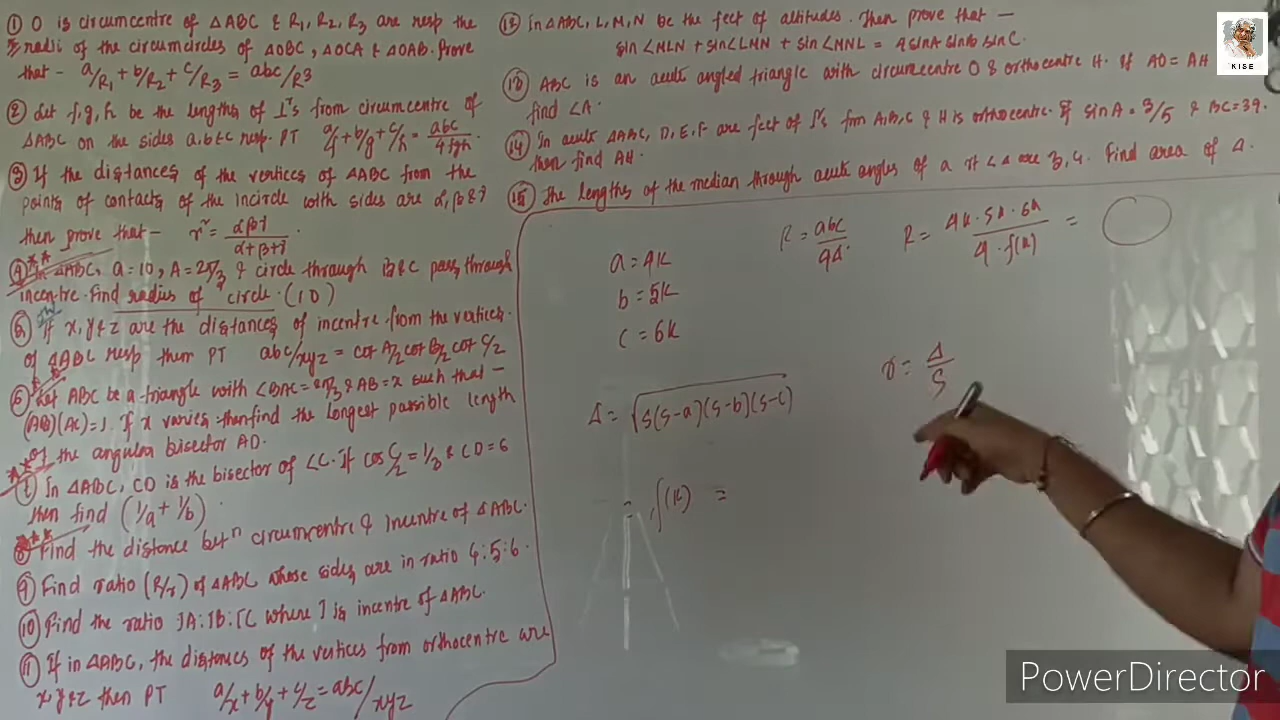 ① O is circumcentre of ΔABC & R₁, R₂, R₃ are resp the
radii of the circumcircles of ΔOBC, ΔOCA & ΔOAB. Prove
that - a/R₁ + b/R₂ + c/R₃ = abc/R³
② Let f, g, h be the lengths of ⊥ʳs from circumcentre of
ΔABC on the sides a, b & c resp. PT a/f + b/g + c/h = abc/4fgh.
③ If the distances of the vertices of ΔABC from the
points of contacts of the incircle with sides are α, β & γ
then prove that - r² = αβγ/α+β+γ.
④ In ΔABC, a = 10, A = 2π/3 & circle through B & C pass through
incentre. Find radius of circle. (10)
⑤ If x, y & z are the distances of incentre from the vertices
of ΔABC resp then PT abc/xyz = cot A/2 cot B/2 cot C/2
⑥ Let ABC be a triangle with ∠BAC = 2π/3 & AB = x such that -
(AB)(AC) = 1. If x varies then find the longest possible length
of the angular bisector AD.
⑦ In ΔABC, CD is the bisector of ∠C. If cos C/2 = 1/3 & CD = 6
then find (1/a + 1/b).
⑧ Find the distance betⁿ circumcentre & Incentre of ΔABC.
⑨ Find ratio (R/r) of ΔABC whose sides are in ratio 4:5:6.
⑩ Find the ratio IA:IB:IC where I is incentre of ΔABC.
⑪ If in ΔABC, the distances of the vertices from orthocentre are
x, y & z then PT a/x + b/y + c/z = abc/xyz
⑫ In ΔABC, L, M, N be the feet of altitudes. Then prove that -
sin∠MLN + sin∠LMN + sin∠MNL = 4 sinA sinB sinC.
⑬ ABC is an acute angled triangle with circumcentre O & orthocentre H. If AO = AH
find ∠A.
⑭ In acute ΔABC, D, E, F are feet of ⊥ʳs from A, B, C & H is orthocentre. If sin A = 3/5 & BC = 39.
then find AH.
⑮ The lengths of the median through acute angles of a rt ∠ Δ are 3, 4. Find area of Δ.
a = 4k
b = 5k
c = 6k
R = abc/4Δ.
R = 4k·5k·6k/4·f(k) =
Δ = √s(s-a)(s-b)(s-c)
= f(k) =
r = Δ/s
KISE
PowerDirector